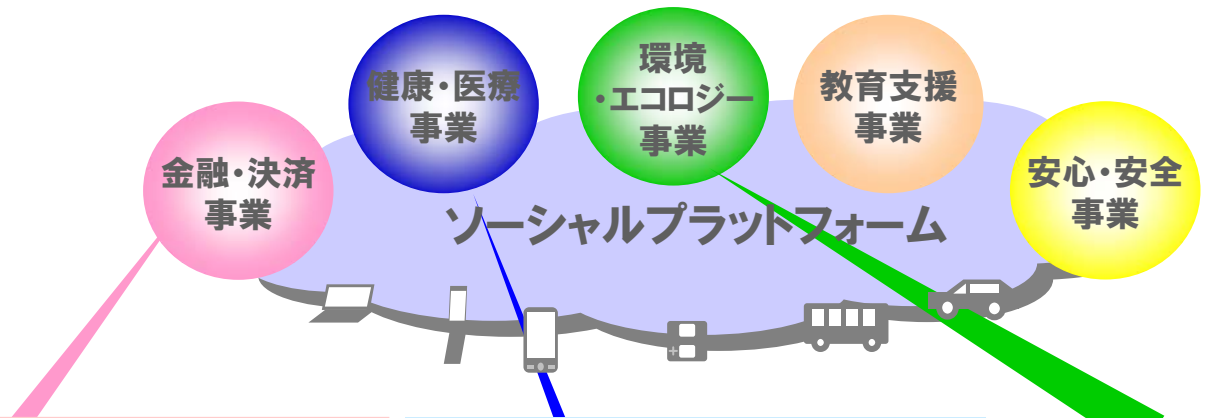 金融・決済
事業
健康・医療
事業
環境
・エコロジー
事業
教育支援
事業
安心・安全
事業
ソーシャルプラットフォーム